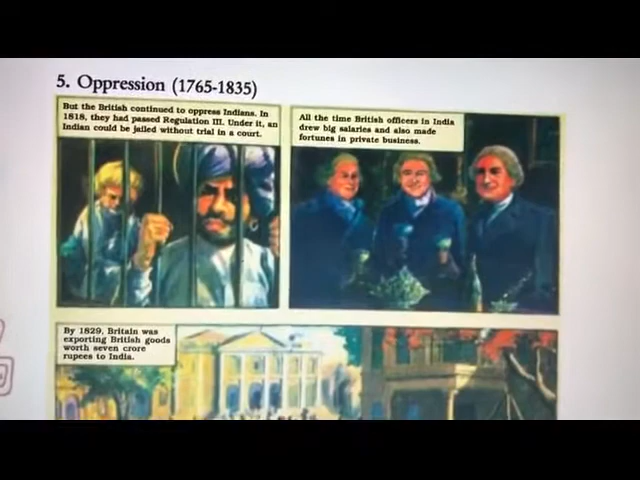 5. Oppression (1765-1835)
But the British continued to oppress Indians. In
1818, they had passed Regulation III. Under it, an
Indian could be jailed without trial in a court.
All the time British officers in India
drew big salaries and also made
fortunes in private business.
By 1829, Britain was
exporting British goods
worth seven crore
rupees to India.